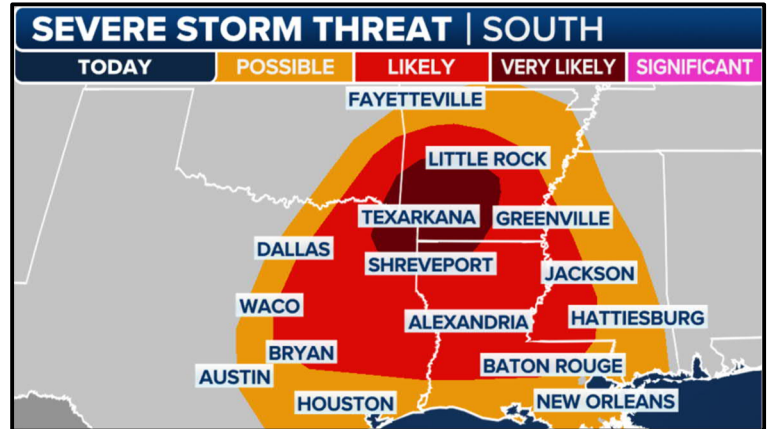 SEVERE STORM THREAT | SOUTH
TODAY POSSIBLE LIKELY VERY LIKELY SIGNIFICANT
FAYETTEVILLE
LITTLE ROCK
TEXARKANA GREENVILLE
DALLAS
SHREVEPORT
JACKSON
WACO
ALEXANDRIA HATTIESBURG
BRYAN
BATON ROUGE
AUSTIN
HOUSTON NEW ORLEANS